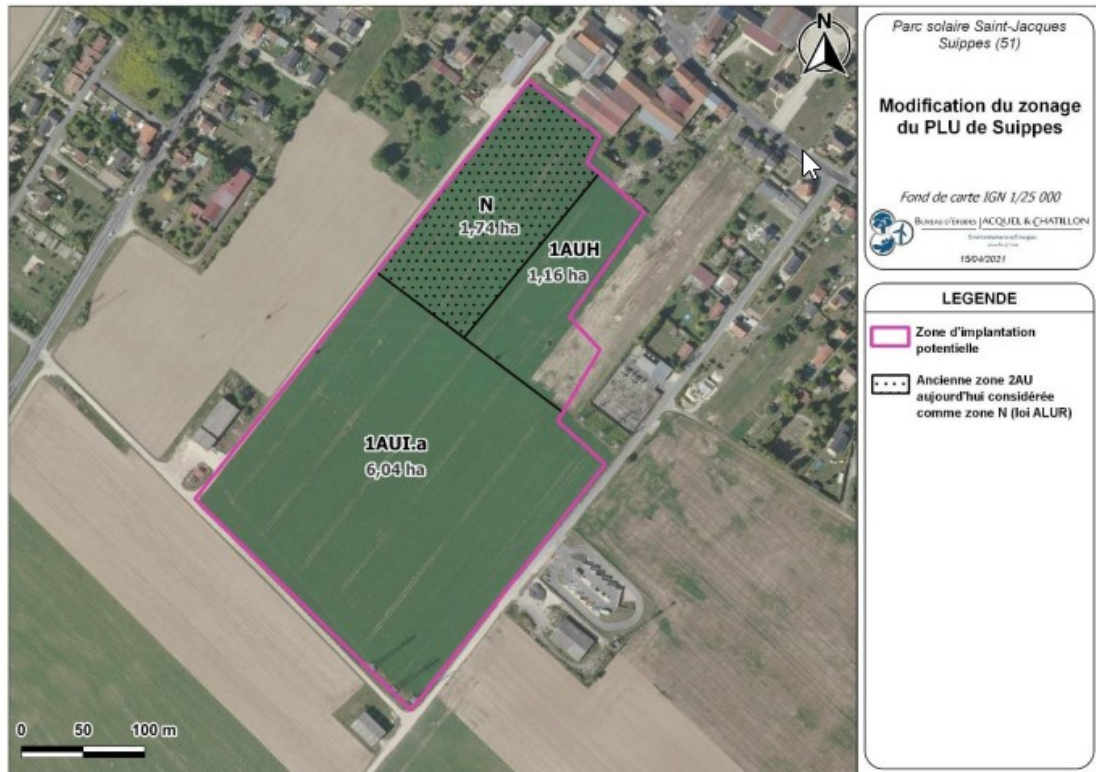 N
Parc solaire Saint-Jacques
Suippes (51)
Modification du zonage
du PLU de Suippes
Fond de carte IGN 1/25 000
BUREAU D'ÉTUDES JACQUEL & CHATILLON
15/04/2021
LEGENDE
Zone d'implantation
potentielle
Ancienne zone 2AU
aujourd'hui considérée
comme zone N (loi ALUR)
N
1,74 ha
1AUH
1,16 ha
1AUI.a
6,04 ha
0 50 100 m